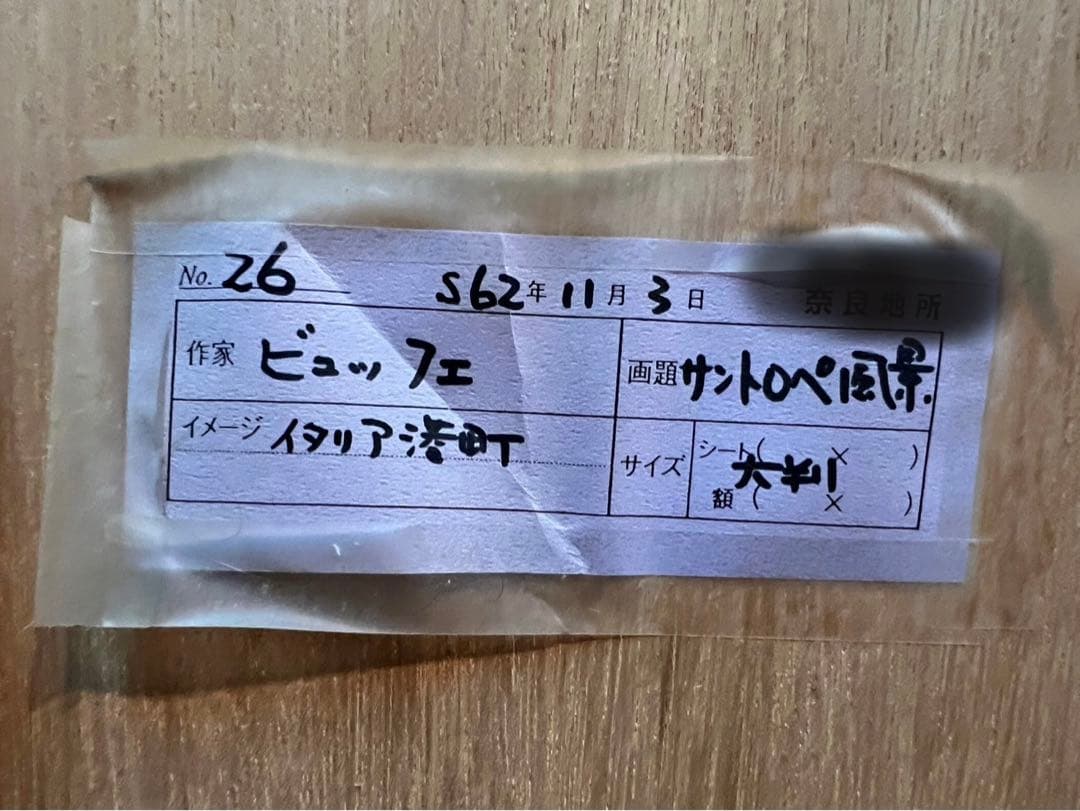 No. 26 S62年 11月 3日 奈良地所
作家 ビュッフェ 画題 サントロペ風景
イメージ イタリア港町
サイズ シート( × )
大判
額 ( × )